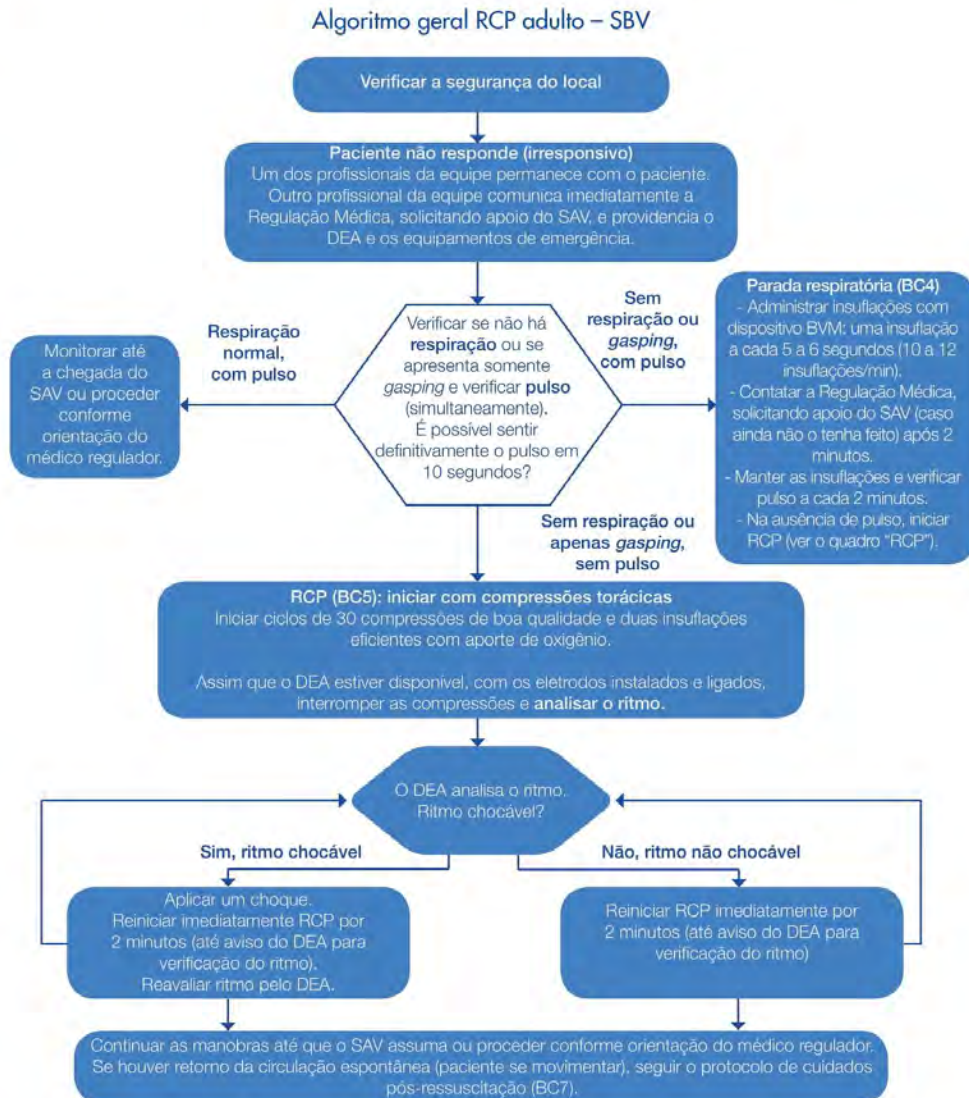 Algoritmo geral RCP adulto – SBV
Verificar a segurança do local
Paciente não responde (irresponsivo)
Um dos profissionais da equipe permanece com o paciente.
Outro profissional da equipe comunica imediatamente a
Regulação Médica, solicitando apoio do SAV, e providencia o
DEA e os equipamentos de emergência.
Respiração
normal,
com pulso
Monitorar até
a chegada do
SAV ou proceder
conforme
orientação do
médico regulador.
Verificar se não há
respiração ou se
apresenta somente
gasping e verificar pulso
(simultaneamente).
É possível sentir
definitivamente o pulso em
10 segundos?
Sem
respiração ou
gasping,
com pulso
Parada respiratória (BC4)
- Administrar insuflações com
dispositivo BVM: uma insuflação
a cada 5 a 6 segundos (10 a 12
insuflações/min).
- Contatar a Regulação Médica,
solicitando apoio do SAV (caso
ainda não o tenha feito) após 2
minutos.
- Manter as insuflações e verificar
pulso a cada 2 minutos.
- Na ausência de pulso, iniciar
RCP (ver o quadro “RCP”).
Sem respiração ou
apenas gasping,
sem pulso
RCP (BC5): iniciar com compressões torácicas
Iniciar ciclos de 30 compressões de boa qualidade e duas insuflações
eficientes com aporte de oxigênio.
Assim que o DEA estiver disponível, com os eletrodos instalados e ligados,
interromper as compressões e analisar o ritmo.
O DEA analisa o ritmo.
Ritmo chocável?
Sim, ritmo chocável
Não, ritmo não chocável
Aplicar um choque.
Reiniciar imediatamente RCP por
2 minutos (até aviso do DEA para
verificação do ritmo).
Reavaliar ritmo pelo DEA.
Reiniciar RCP imediatamente por
2 minutos (até aviso do DEA para
verificação do ritmo)
Continuar as manobras até que o SAV assuma ou proceder conforme orientação do médico regulador.
Se houver retorno da circulação espontânea (paciente se movimentar), seguir o protocolo de cuidados
pós-ressuscitação (BC7).